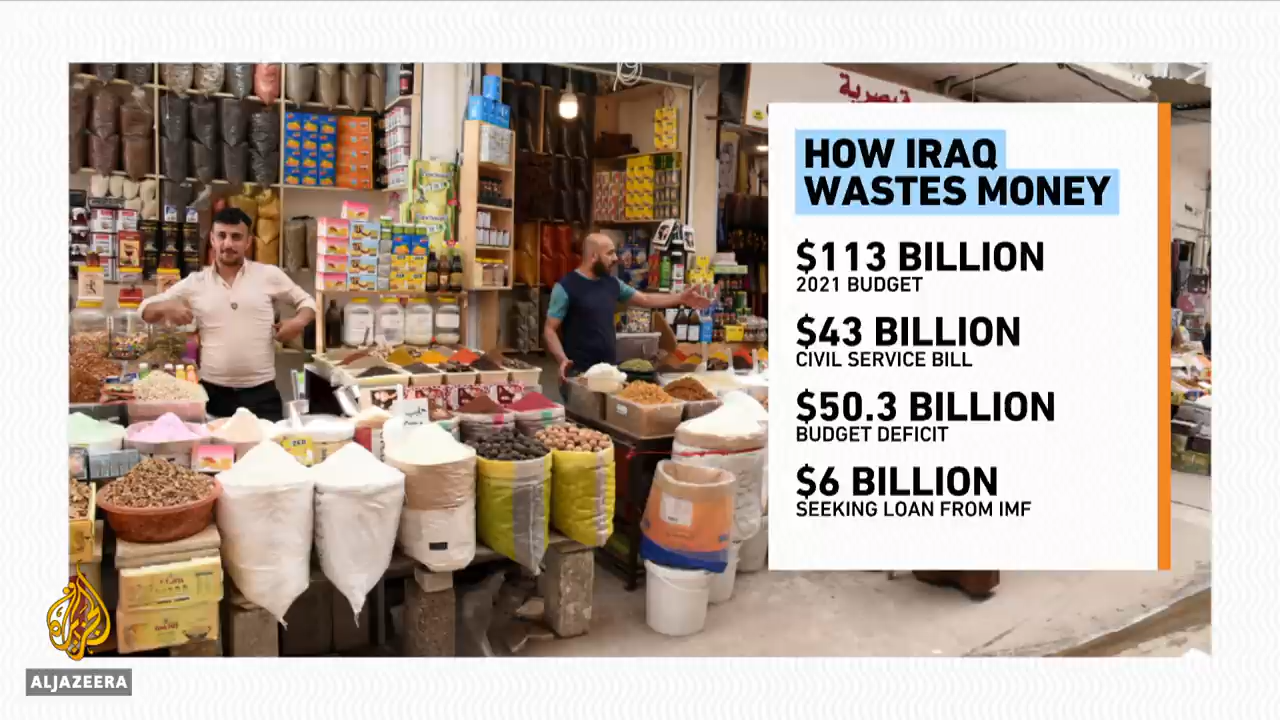 قيصرية
HOW IRAQ
WASTES MONEY
$113 BILLION
2021 BUDGET
$43 BILLION
CIVIL SERVICE BILL
$50.3 BILLION
BUDGET DEFICIT
$6 BILLION
SEEKING LOAN FROM IMF
ALJAZEERA